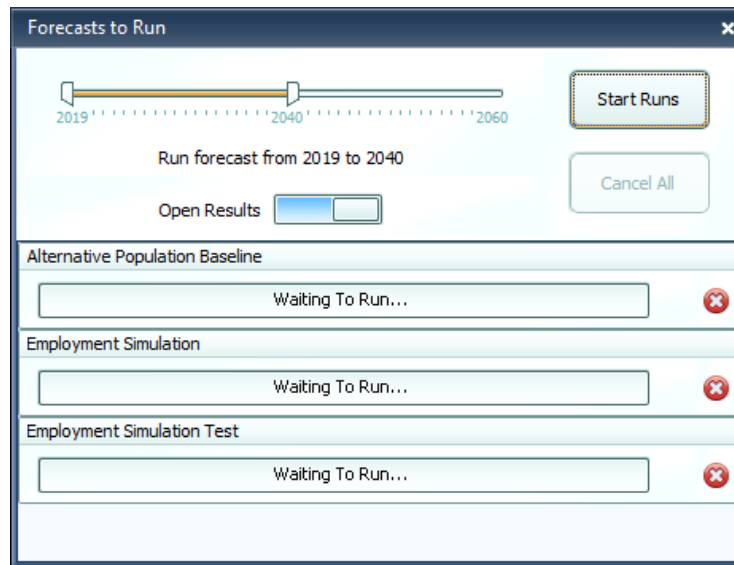 Forecasts to Run
2019 2040 2060
Start Runs
Run forecast from 2019 to 2040
Cancel All
Open Results
Alternative Population Baseline
Waiting To Run...
Employment Simulation
Waiting To Run...
Employment Simulation Test
Waiting To Run...